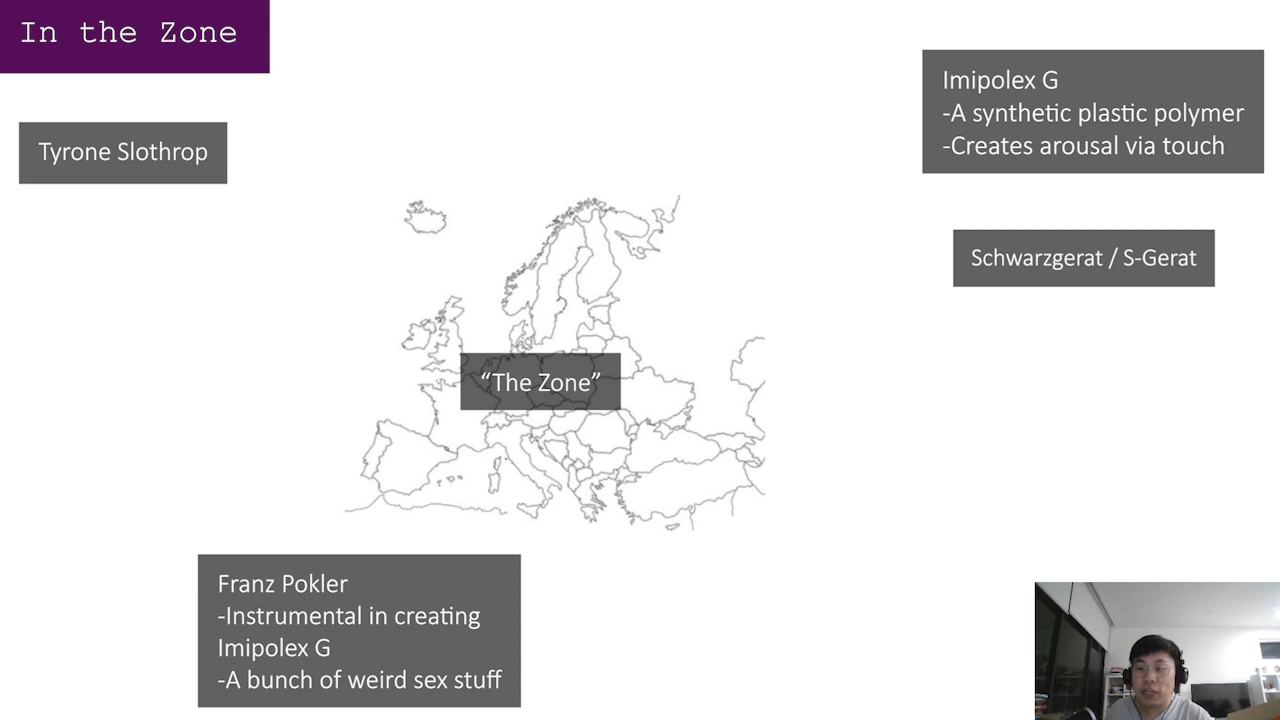 In the Zone
Tyrone Slothrop
Imipolex G
-A synthetic plastic polymer
-Creates arousal via touch
Schwarzgerat / S-Gerat
“The Zone”
Franz Pokler
-Instrumental in creating
Imipolex G
-A bunch of weird sex stuff